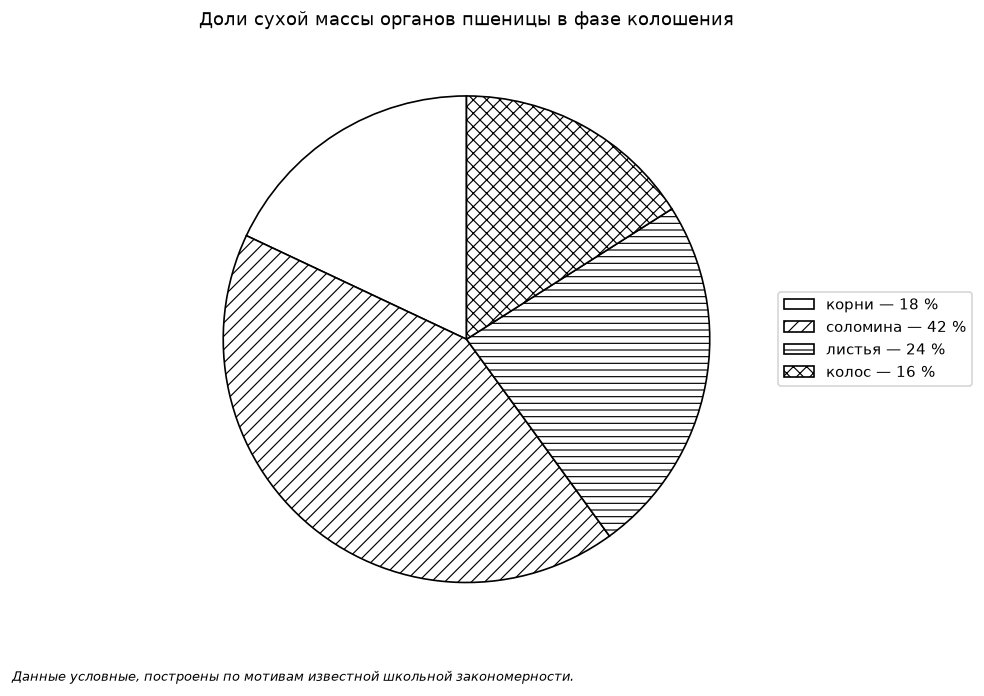 Доли сухой массы органов пшеницы в фазе колошения
корни — 18 %
соломина — 42 %
листья — 24 %
колос — 16 %
Данные условные, построены по мотивам известной школьной закономерности.